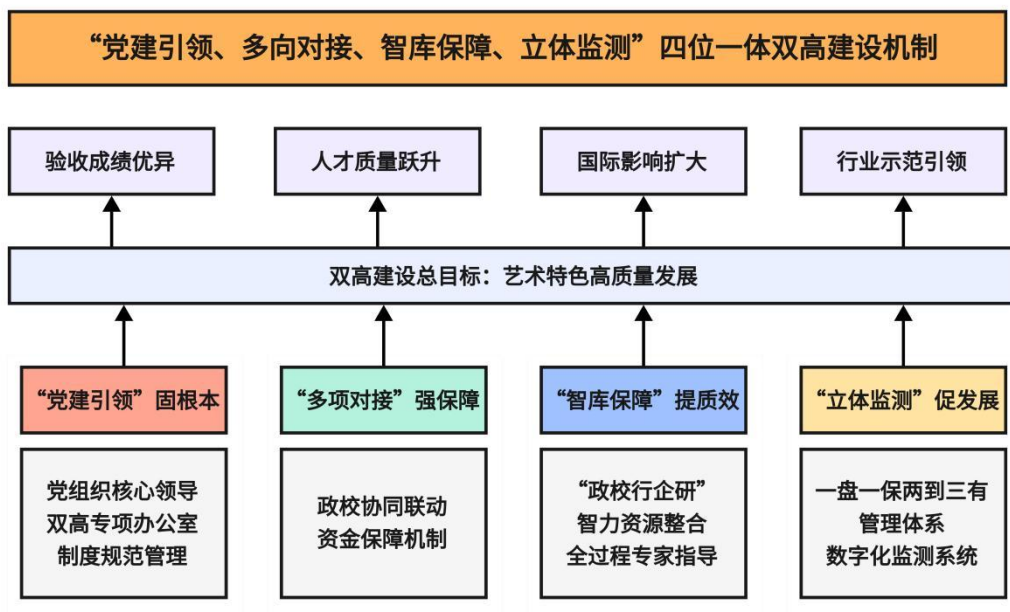 “党建引领、多向对接、智库保障、立体监测”四位一体双高建设机制
验收成绩优异
人才质量跃升
国际影响扩大
行业示范引领
双高建设总目标：艺术特色高质量发展
“党建引领”固根本
“多项对接”强保障
“智库保障”提质效
“立体监测”促发展
党组织核心领导
双高专项办公室
制度规范管理
政校协同联动
资金保障机制
“政校行企研”
智力资源整合
全过程专家指导
一盘一保两到三有
管理体系
数字化监测系统